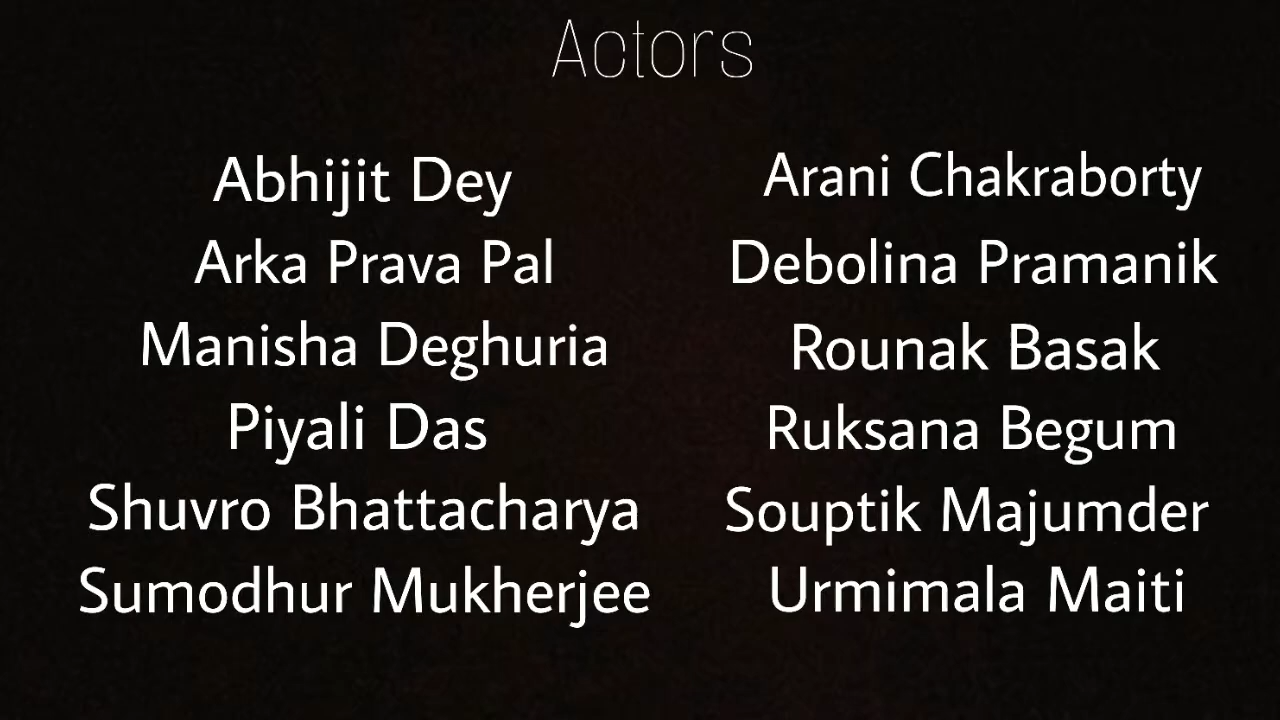 Actors
Abhijit Dey
Arani Chakraborty
Arka Prava Pal
Debolina Pramanik
Manisha Deghuria
Rounak Basak
Piyali Das
Ruksana Begum
Shuvro Bhattacharya
Souptik Majumder
Sumodhur Mukherjee
Urmimala Maiti